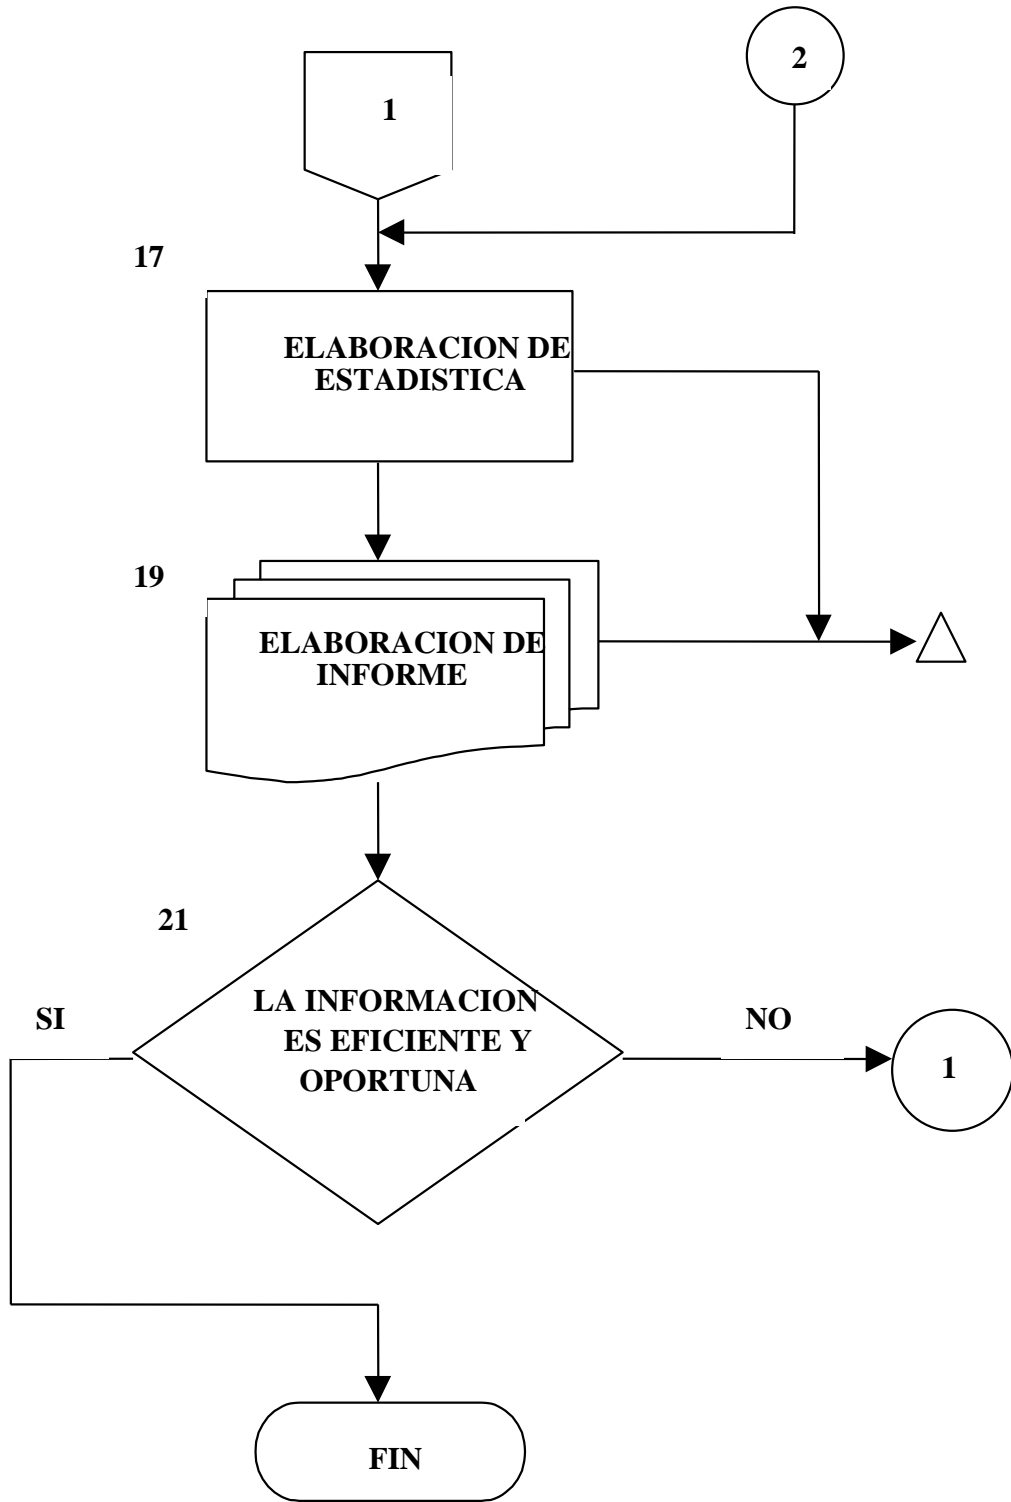 2
1
17
ELABORACION DE
ESTADISTICA
19
ELABORACION DE
INFORME
21
LA INFORMACION
ES EFICIENTE Y
OPORTUNA
SI
NO
1
FIN